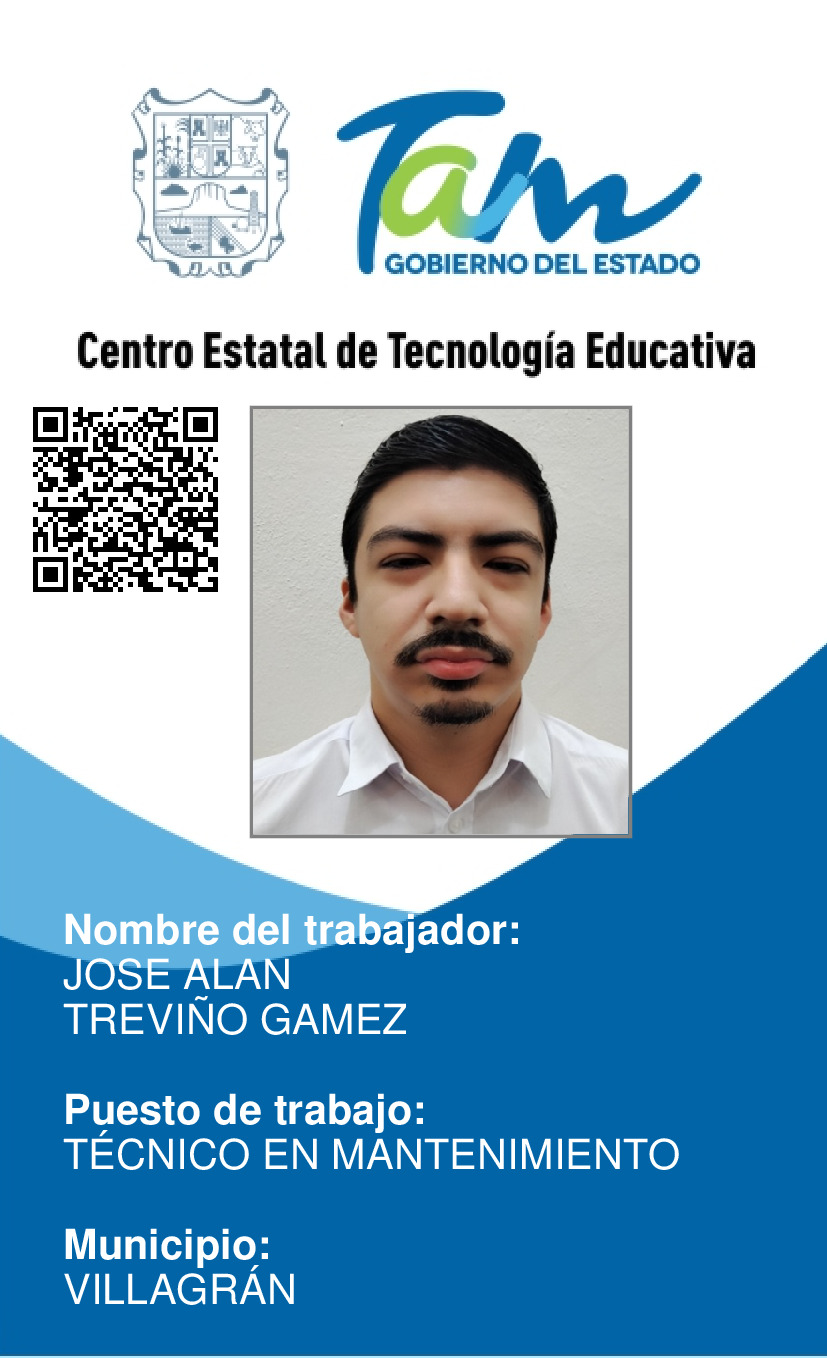 Tam
GOBIERNO DEL ESTADO
Centro Estatal de Tecnología Educativa
Nombre del trabajador:
JOSE ALAN
TREVIÑO GAMEZ
Puesto de trabajo:
TÉCNICO EN MANTENIMIENTO
Municipio:
VILLAGRÁN